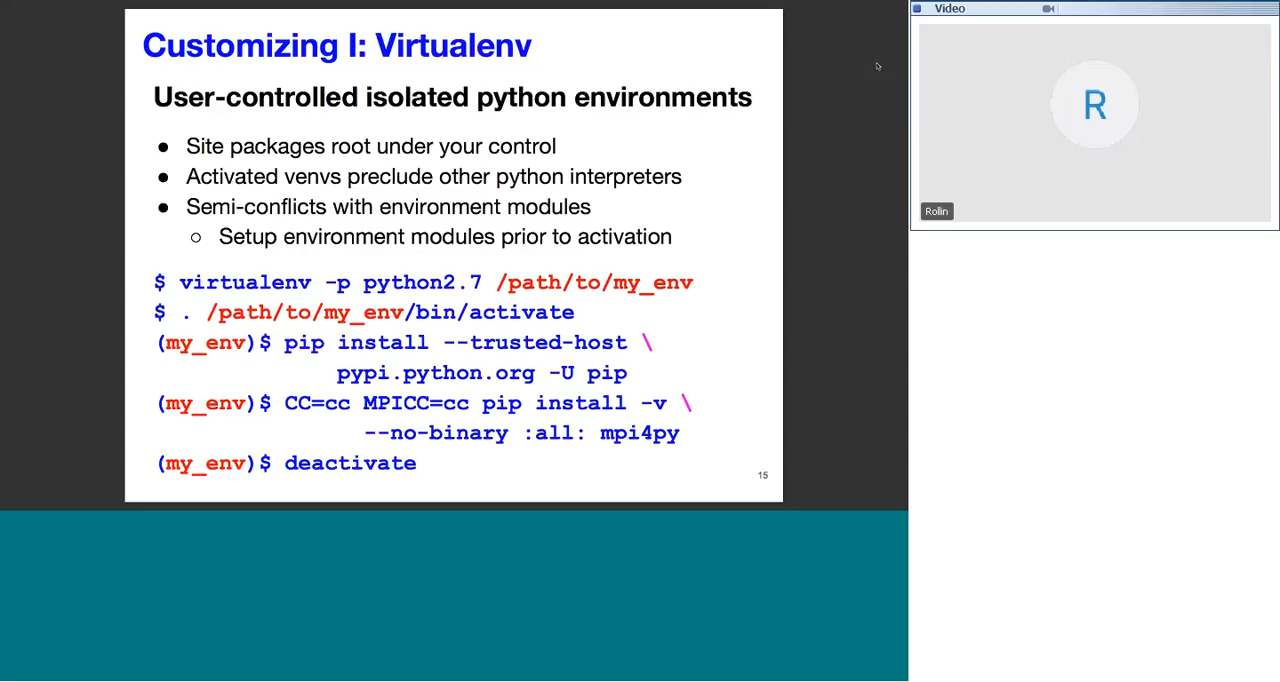 Customizing I: Virtualenv
User-controlled isolated python environments
● Site packages root under your control
● Activated venvs preclude other python interpreters
● Semi-conflicts with environment modules
○ Setup environment modules prior to activation
$ virtualenv -p python2.7 /path/to/my_env
$ . /path/to/my_env/bin/activate
(my_env)$ pip install --trusted-host \
pypi.python.org -U pip
(my_env)$ CC=cc MPICC=cc pip install -v \
--no-binary :all: mpi4py
(my_env)$ deactivate
15
Video
R
Rolin